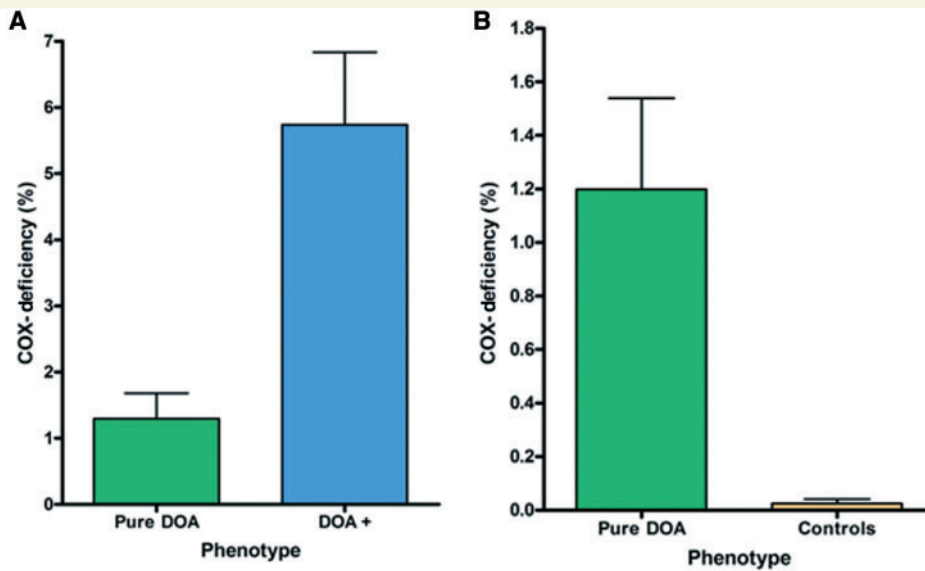 A
COX- deficiency (%)
7
6
5
4
3
2
1
0
Pure DOA DOA +
Phenotype
B
COX- deficiency (%)
1.8
1.6
1.4
1.2
1.0
0.8
0.6
0.4
0.2
0.0
Pure DOA Controls
Phenotype